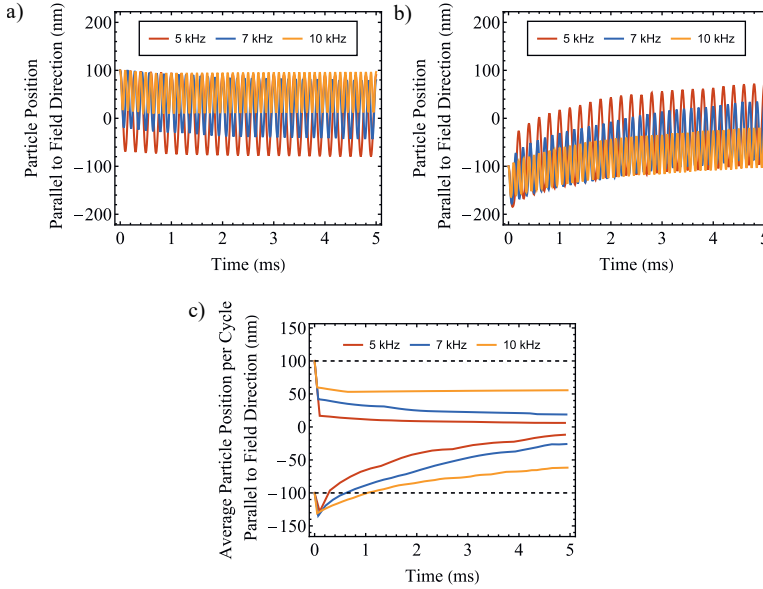 a)
Particle Position
Parallel to Field Direction (nm)
5 kHz 7 kHz 10 kHz
200
100
0
−100
−200
0 1 2 3 4 5
Time (ms)
b)
Particle Position
Parallel to Field Direction (nm)
5 kHz 7 kHz 10 kHz
200
100
0
−100
−200
0 1 2 3 4 5
Time (ms)
c)
Average Particle Position per Cycle
Parallel to Field Direction (nm)
5 kHz 7 kHz 10 kHz
150
100
50
0
−50
−100
−150
0 1 2 3 4 5
Time (ms)